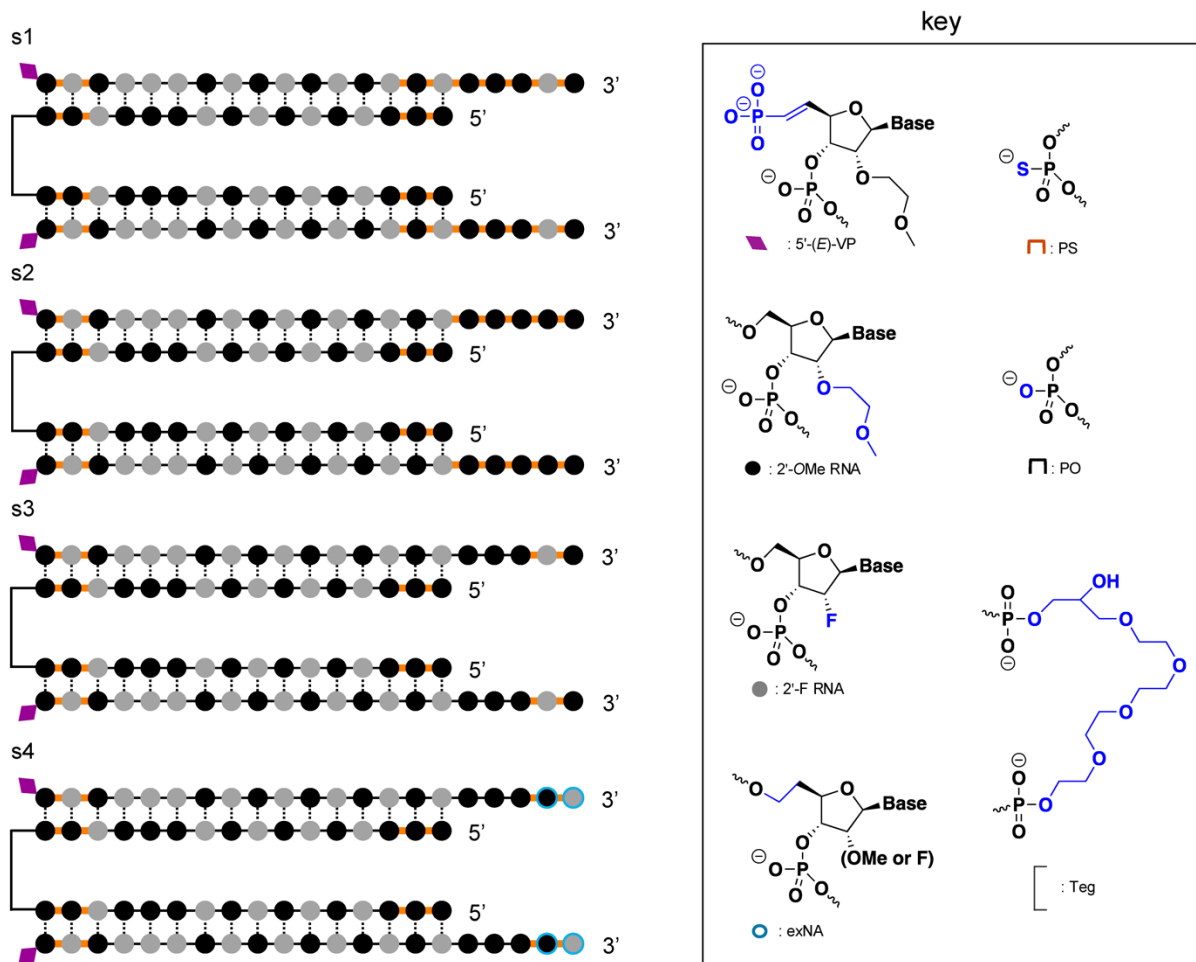 key
s1
3'
5'
5'
3'
s2
3'
5'
5'
3'
s3
3'
5'
5'
3'
s4
3'
5'
5'
3'
O
O
P
O
O
Base
O
O
O P O
O
O
: 5'-(E)-VP
O
S P
O
O
: PS
O
O
Base
O
O
O P O
O
O
: 2'-OMe RNA
O
O P
O
O
: PO
O
O
Base
O
F
O P O
O
: 2'-F RNA
O
O
Base
O
(OMe or F)
O P O
O
: exNA
O
P O
O
OH
O
O
O
O
O
P O
O
: Teg